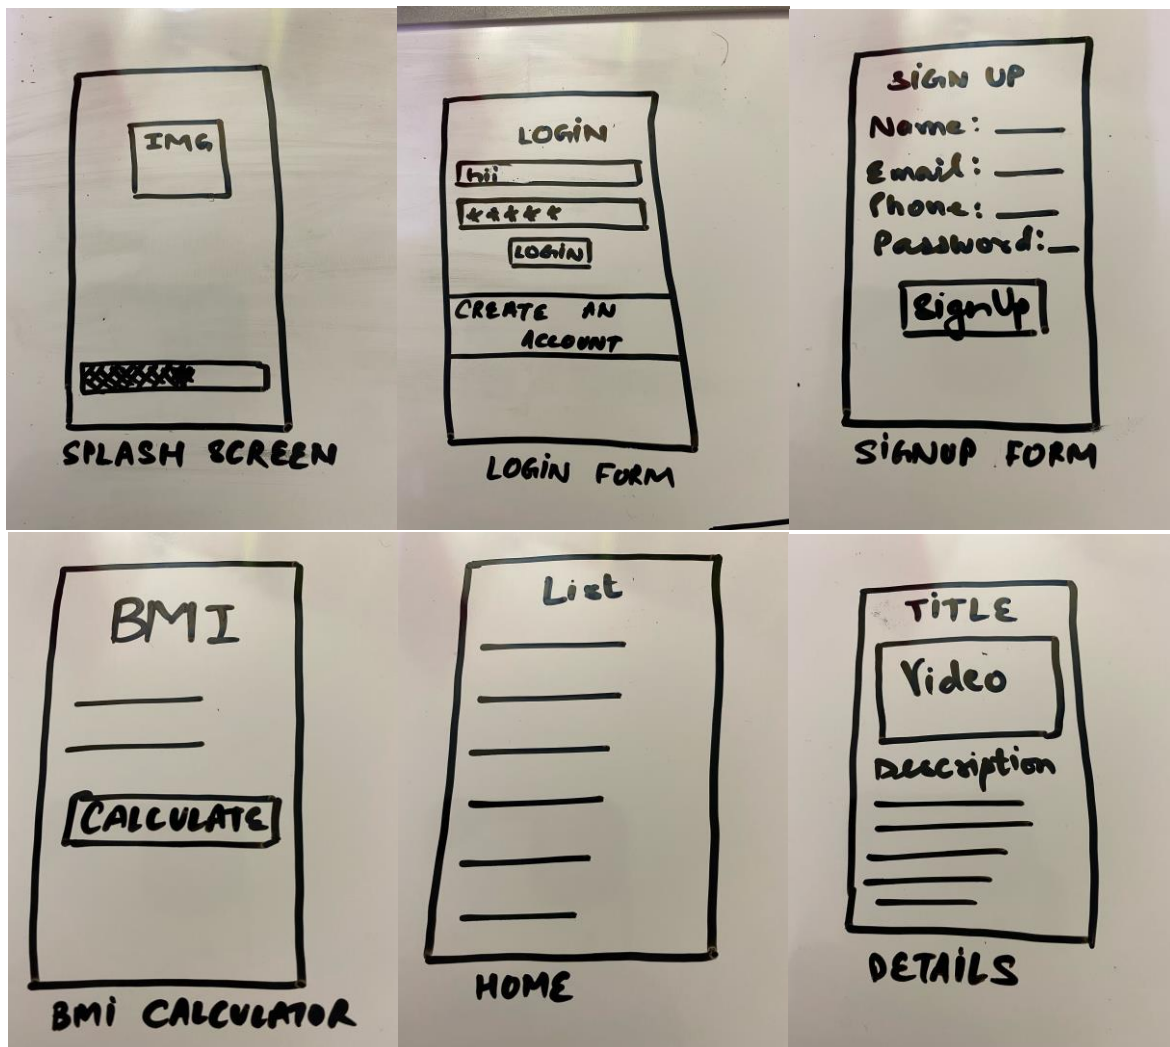 IMG
SPLASH SCREEN
LOGIN
hii
*****
LOGIN
CREATE AN
ACCOUNT
LOGIN FORM
SIGN UP
Name:
Email:
Phone:
Password:
SignUp
SIGNUP FORM
BMI
CALCULATE
BMI CALCULATOR
List
HOME
TITLE
Video
Description
DETAILS